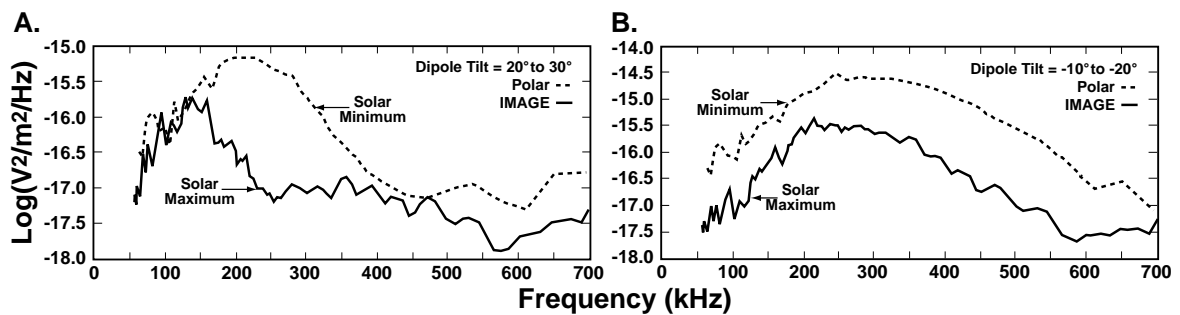 A.
Log(V2/m2/Hz)
-15.0
-15.5
-16.0
-16.5
-17.0
-17.5
-18.0
Dipole Tilt = 20° to 30°
Polar
IMAGE
Solar
Minimum
Solar
Maximum
0 100 200 300 400 500 600 700
B.
-14.0
-14.5
-15.0
-15.5
-16.0
-16.5
-17.0
-17.5
-18.0
Dipole Tilt = -10° to -20°
Polar
IMAGE
Solar
Minimum
Solar
Maximum
0 100 200 300 400 500 600 700
Frequency (kHz)